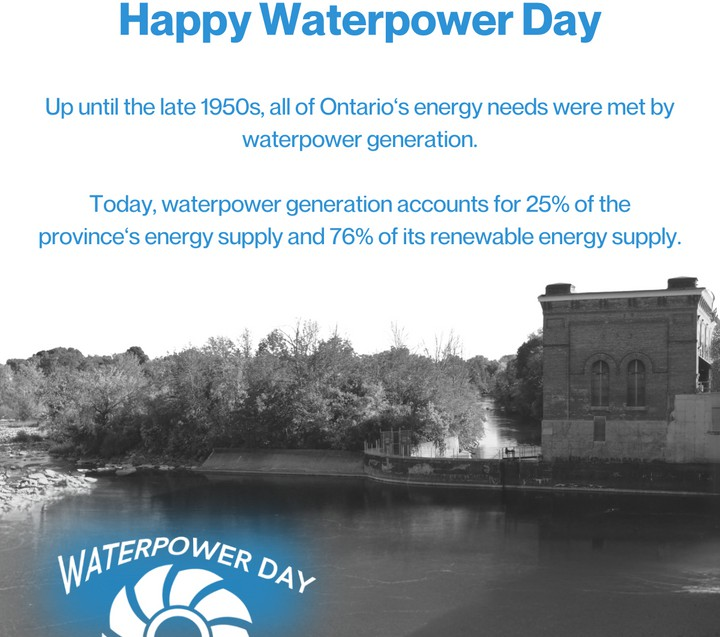 Happy Waterpower Day
Up until the late 1950s, all of Ontario‘s energy needs were met by
waterpower generation.
Today, waterpower generation accounts for 25% of the
province‘s energy supply and 76% of its renewable energy supply.
WATERPOWER DAY